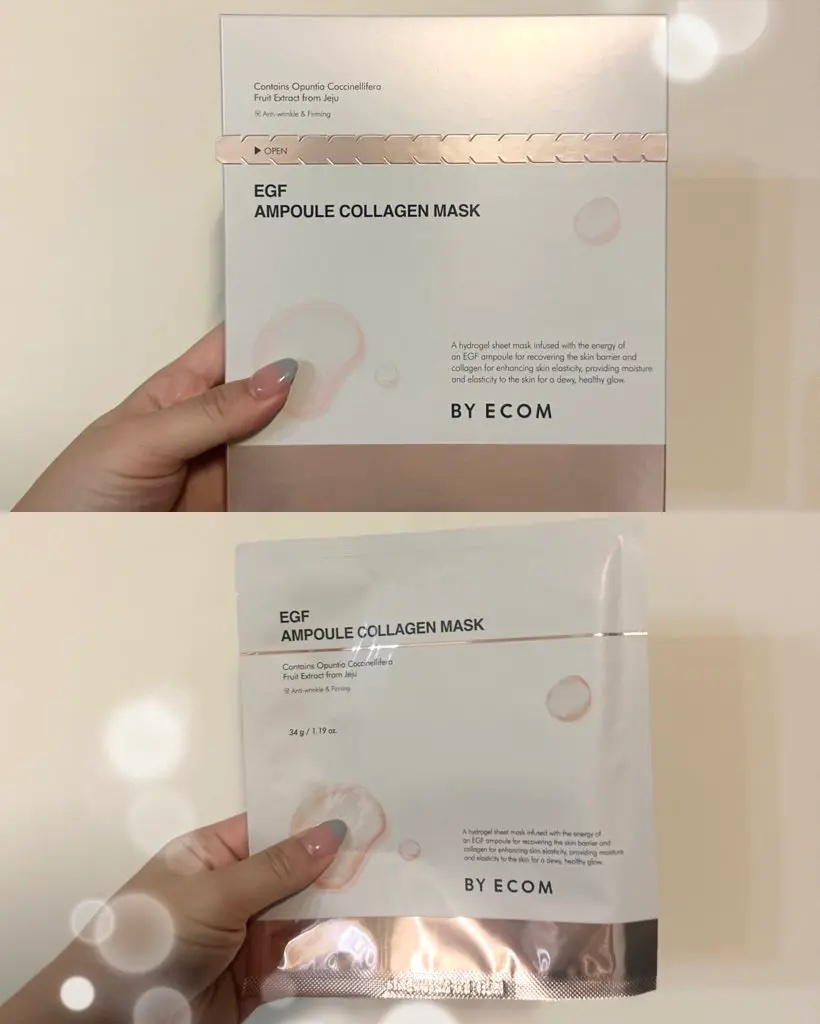 Contains Opuntia Coccinellifera
Fruit Extract from Jeju
※ Anti-wrinkle & Firming
▶ OPEN
EGF
AMPOULE COLLAGEN MASK
A hydrogel sheet mask infused with the energy of
an EGF ampoule for recovering the skin barrier and
collagen for enhancing skin elasticity, providing moisture
and elasticity to the skin for a dewy, healthy glow.
BY ECOM
EGF
AMPOULE COLLAGEN MASK
Contains Opuntia Coccinellifera
Fruit Extract from Jeju
※ Anti-wrinkle & Firming
34 g / 1.19 oz.
A hydrogel sheet mask infused with the energy of
an EGF ampoule for recovering the skin barrier and
collagen for enhancing skin elasticity, providing moisture
and elasticity to the skin for a dewy, healthy glow.
BY ECOM